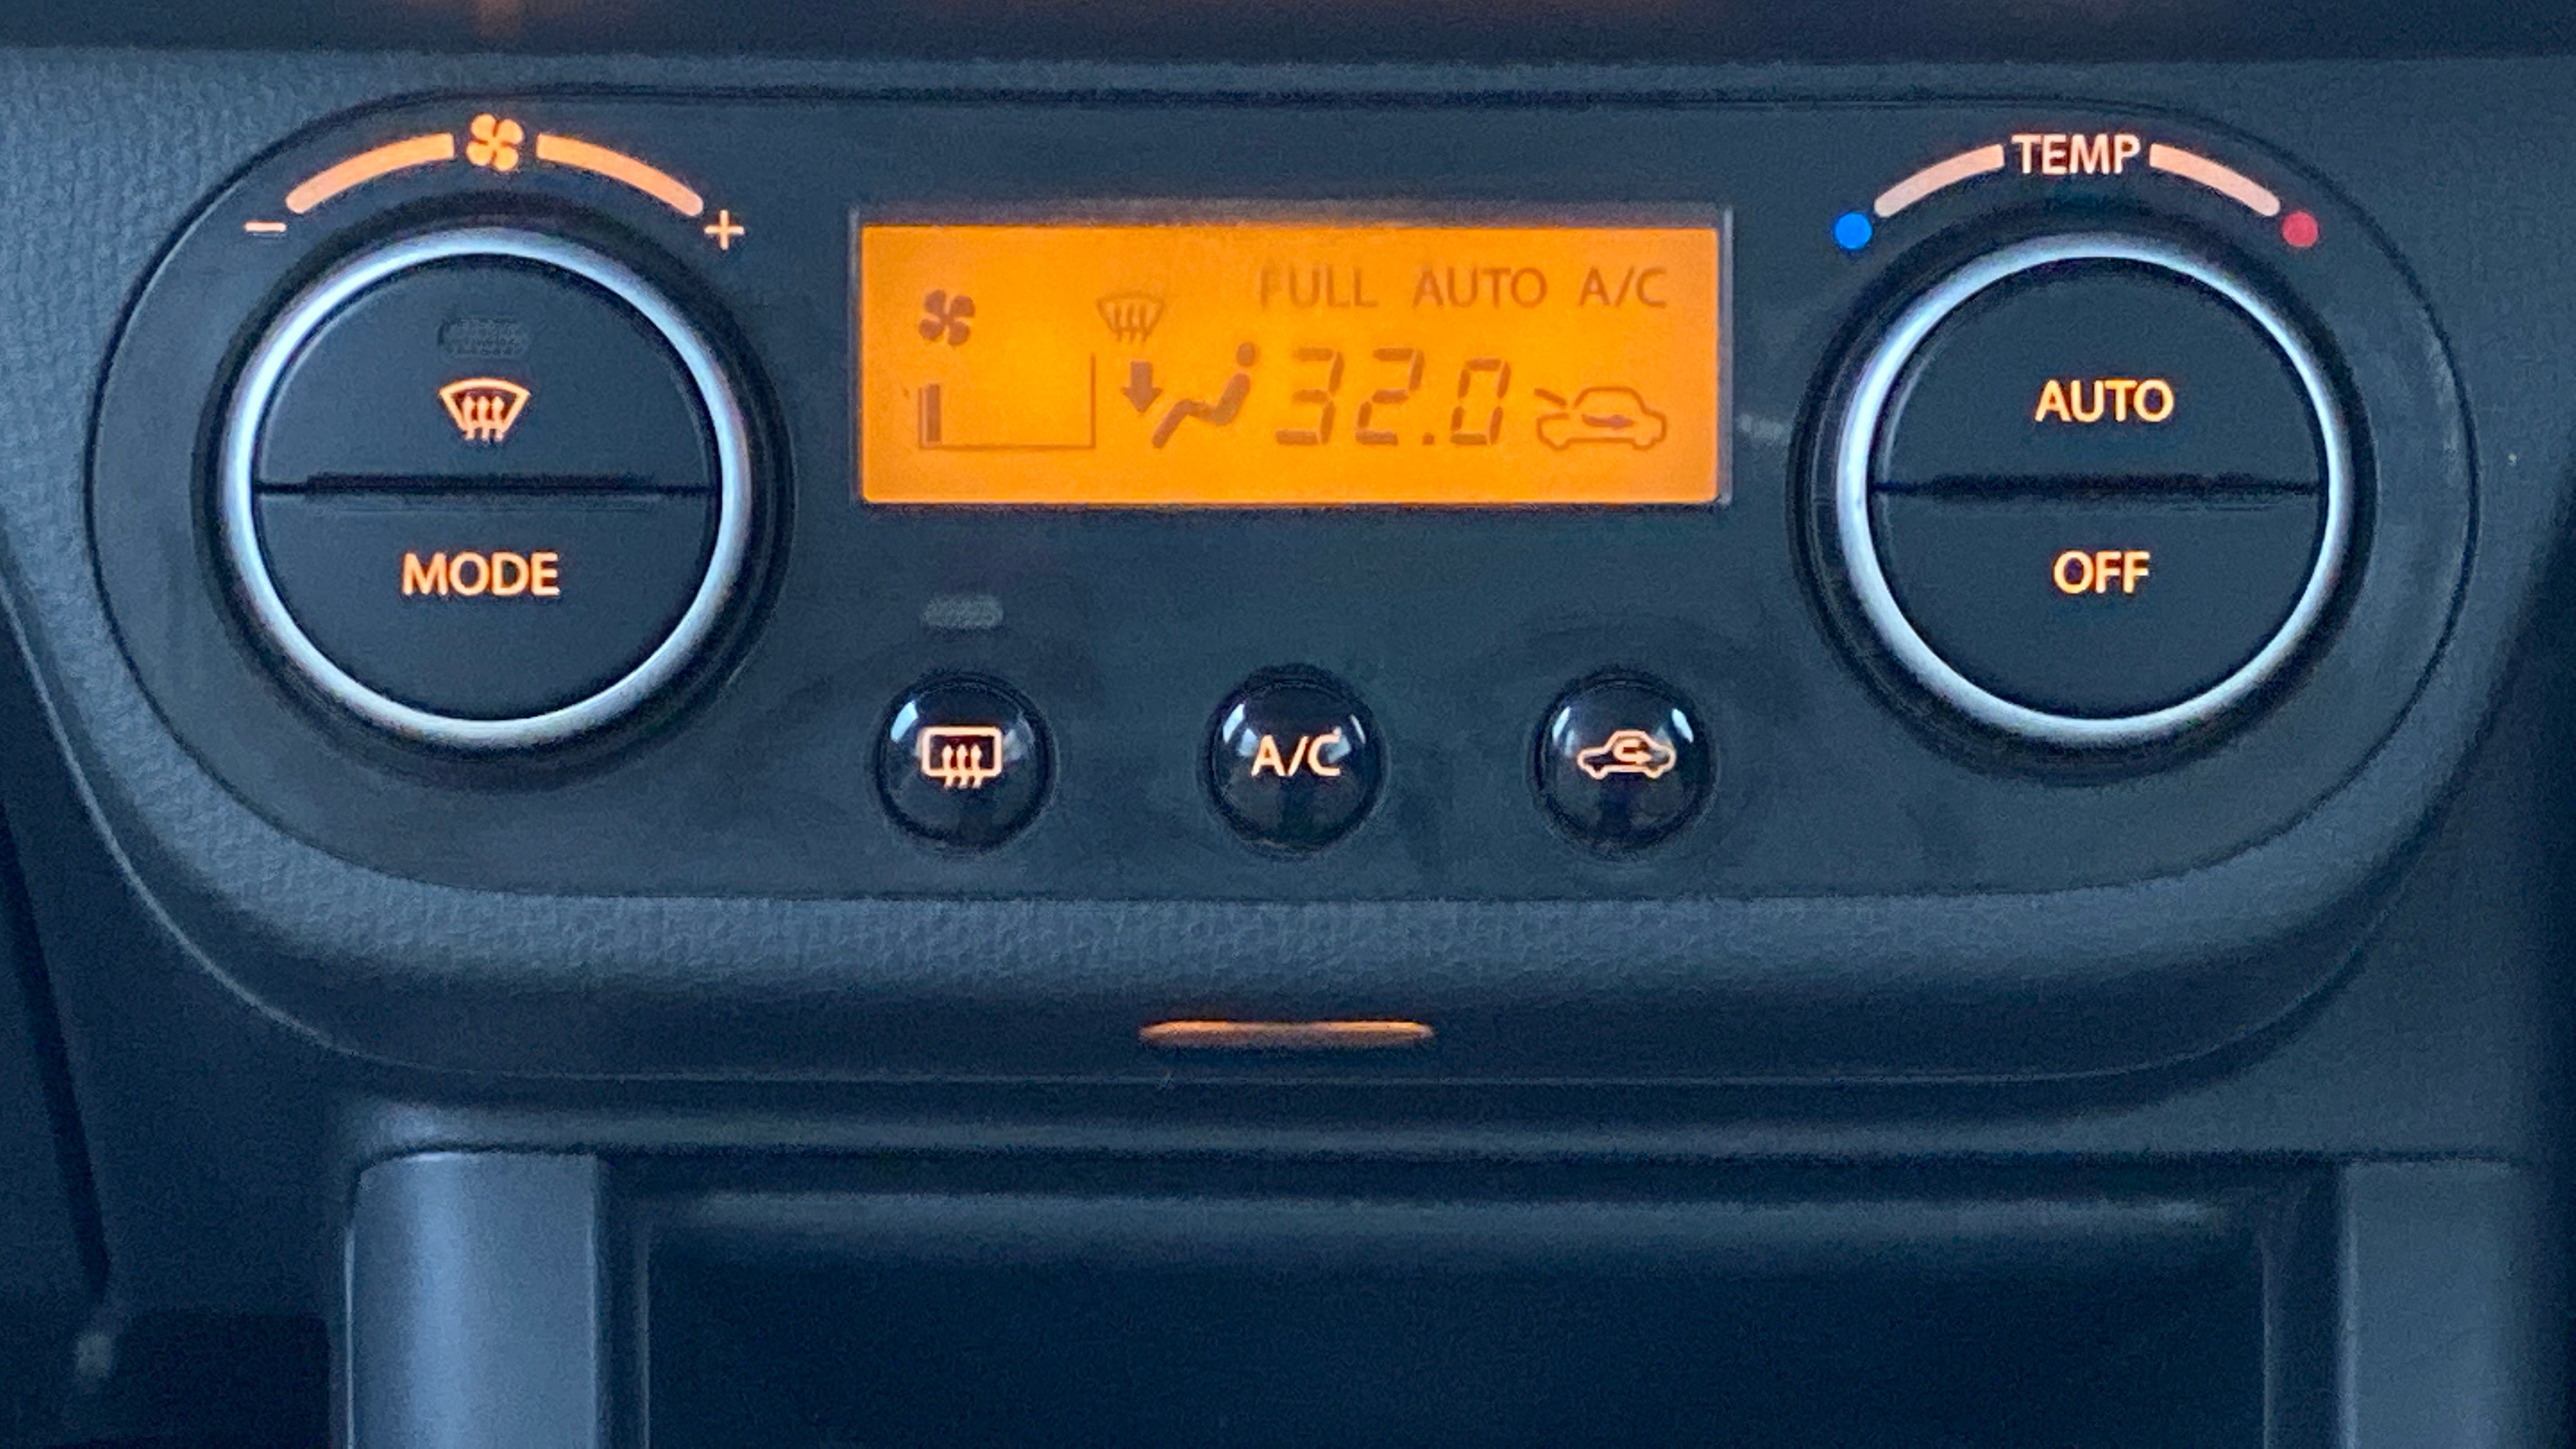 TEMP
− +
FULL AUTO A/C
32.0
AUTO
MODE
OFF
A/C